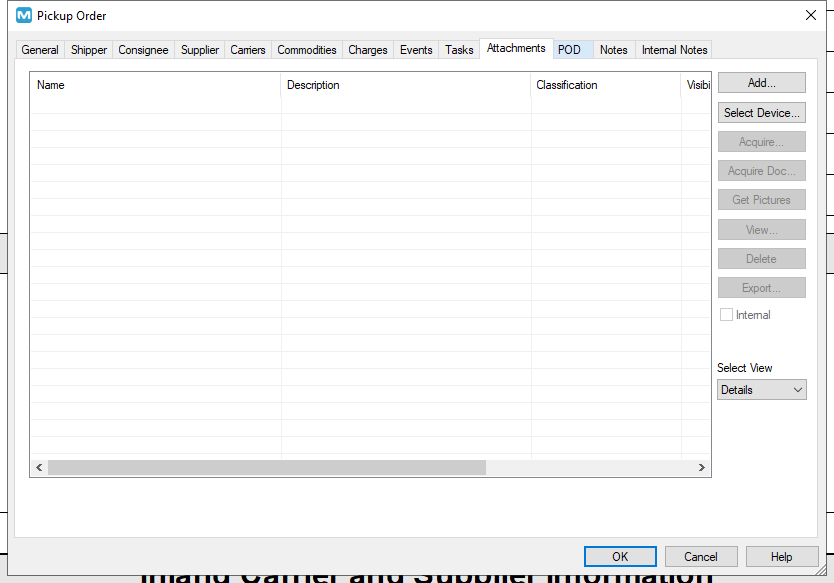 Pickup Order
General Shipper Consignee Supplier Carriers Commodities Charges Events Tasks Attachments POD Notes Internal Notes
Name Description Classification Visibi
Add...
Select Device...
Acquire...
Acquire Doc...
Get Pictures
View...
Delete
Export...
Internal
Select View
Details
OK Cancel Help
Inland Carrier and Supplier Information